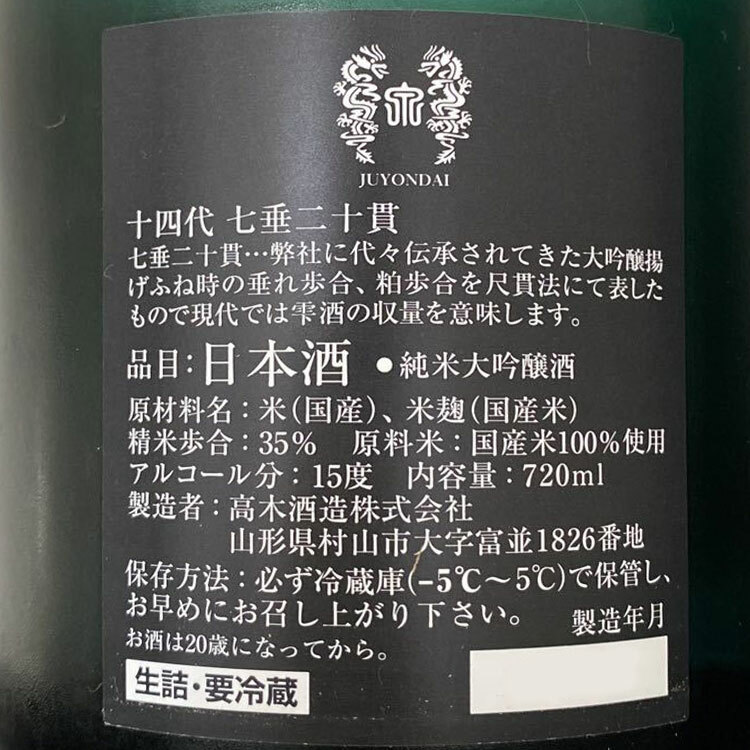 JUYONDAI
十四代 七垂二十貫
七垂二十貫…弊社に代々伝承されてきた大吟醸揚
げふね時の垂れ歩合、粕歩合を尺貫法にて表した
もので現代では雫酒の収量を意味します。
品目：日本酒 ●純米大吟醸酒
原材料名：米（国産）、米麹（国産米）
精米歩合：35% 原料米：国産米100%使用
アルコール分：15度 内容量：720ml
製造者：高木酒造株式会社
山形県村山市大字富並1826番地
保存方法：必ず冷蔵庫(-5℃～5℃)で保管し、
お早めにお召し上がり下さい。 製造年月
お酒は20歳になってから。
生詰・要冷蔵